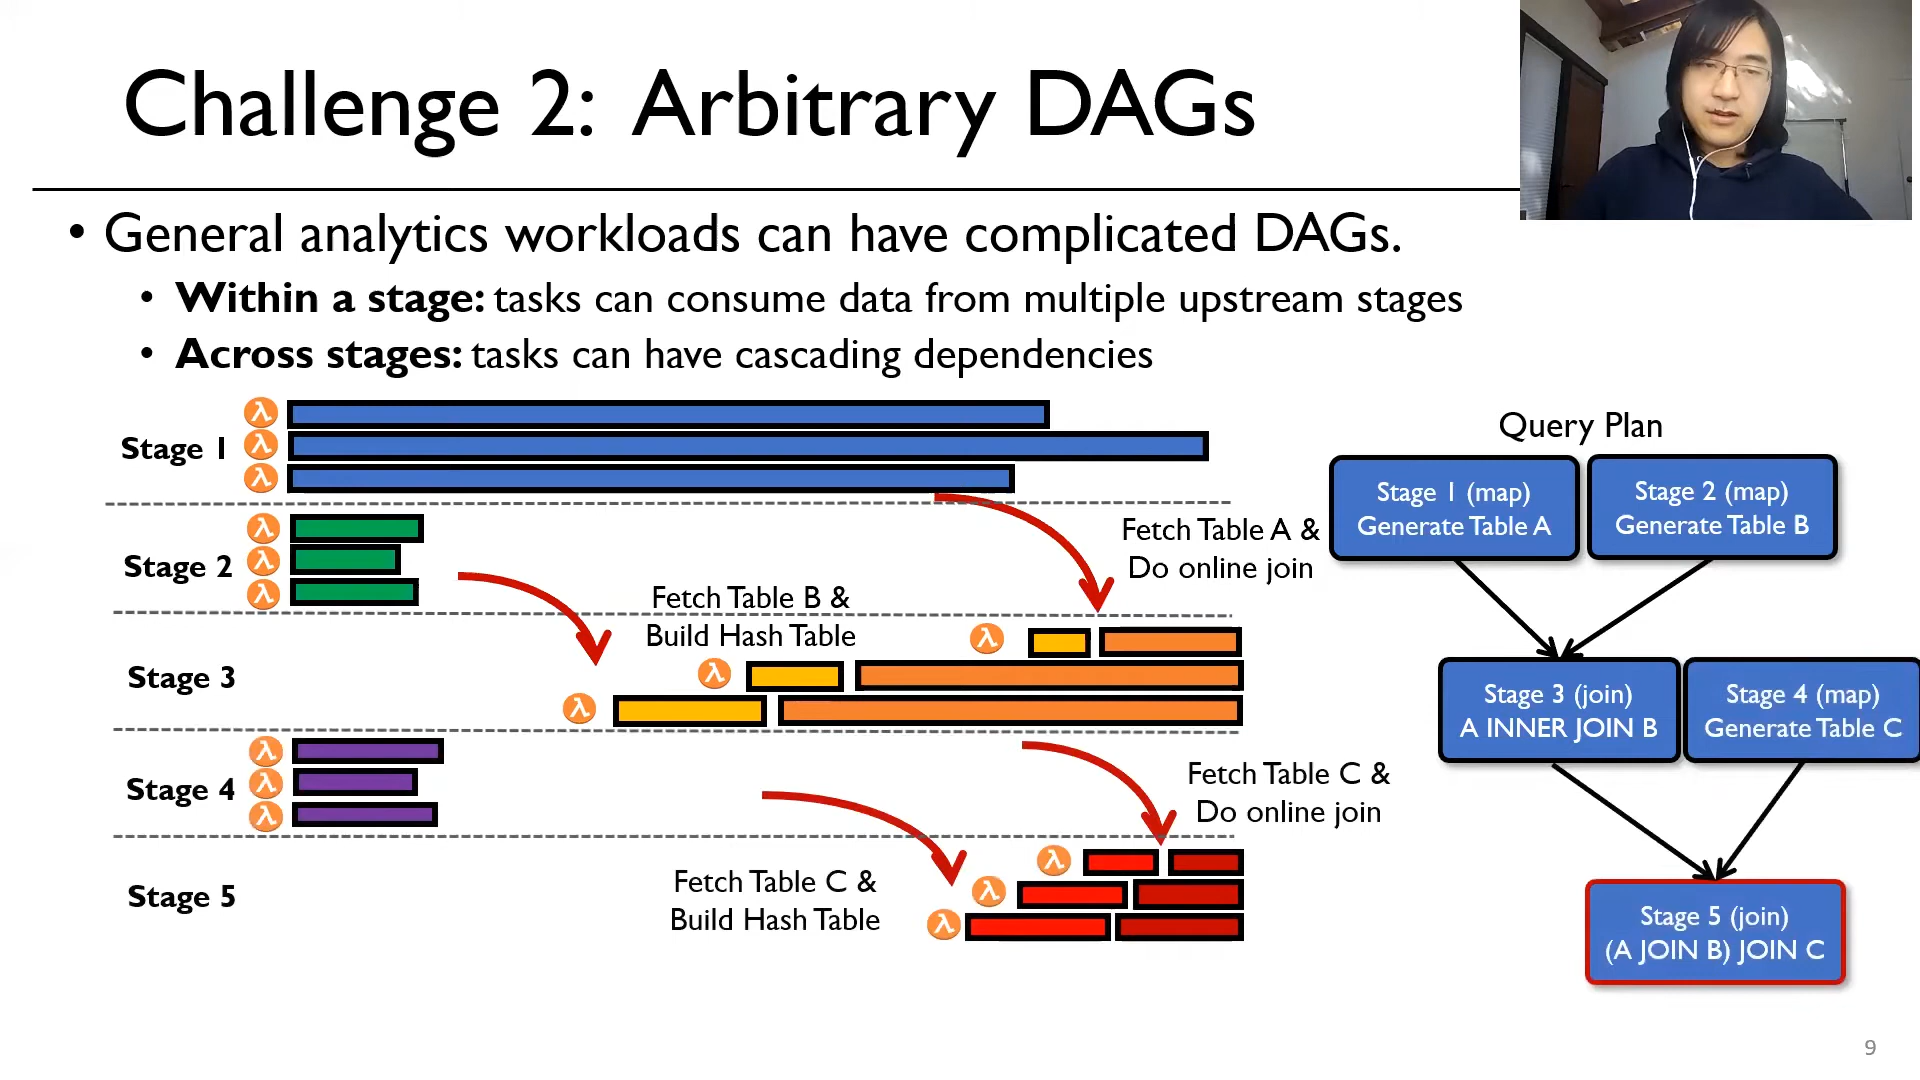 Challenge 2: Arbitrary DAGs
• General analytics workloads can have complicated DAGs.
• Within a stage: tasks can consume data from multiple upstream stages
• Across stages: tasks can have cascading dependencies
λ
λ
λ
Stage 1
λ
λ
λ
Stage 2
Fetch Table A &
Do online join
Fetch Table B &
Build Hash Table
Stage 3
λ
λ
λ
Stage 4
λ
λ
λ
Fetch Table C &
Do online join
Stage 5
Fetch Table C &
Build Hash Table
λ
λ
λ
Query Plan
Stage 1 (map)
Generate Table A
Stage 2 (map)
Generate Table B
Stage 3 (join)
A INNER JOIN B
Stage 4 (map)
Generate Table C
Stage 5 (join)
(A JOIN B) JOIN C
9